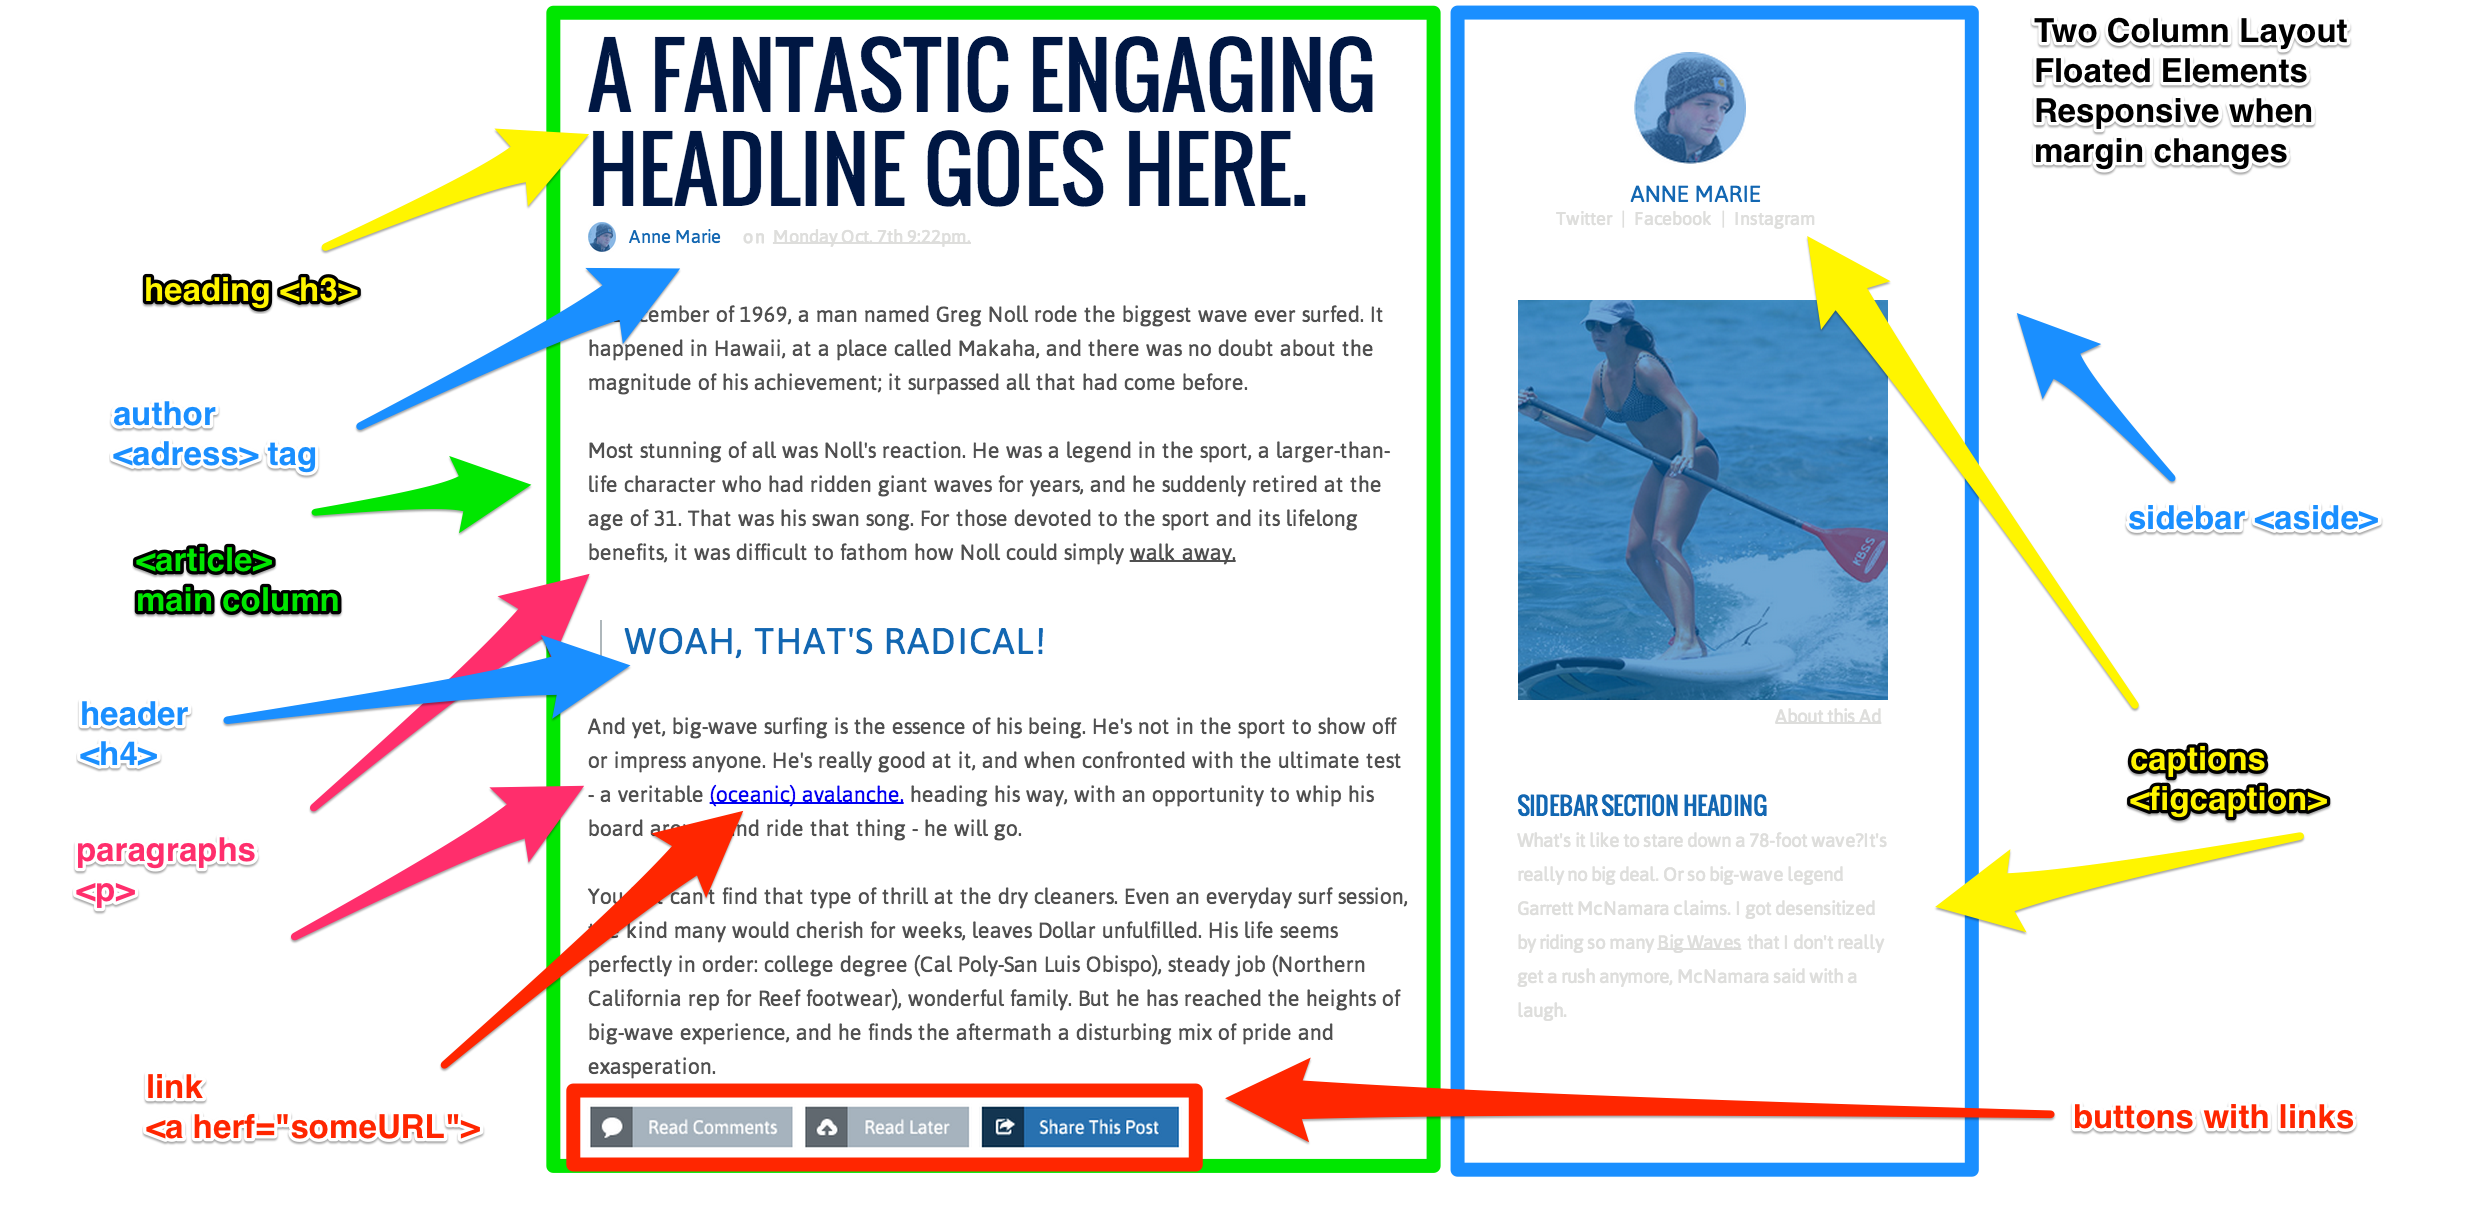 A FANTASTIC ENGAGING
HEADLINE GOES HERE.
Anne Marie on Monday Oct. 7th 9:22pm.
cember of 1969, a man named Greg Noll rode the biggest wave ever surfed. It
happened in Hawaii, at a place called Makaha, and there was no doubt about the
magnitude of his achievement; it surpassed all that had come before.
Most stunning of all was Noll's reaction. He was a legend in the sport, a larger-than-
life character who had ridden giant waves for years, and he suddenly retired at the
age of 31. That was his swan song. For those devoted to the sport and its lifelong
benefits, it was difficult to fathom how Noll could simply walk away.
WOAH, THAT'S RADICAL!
And yet, big-wave surfing is the essence of his being. He's not in the sport to show off
or impress anyone. He's really good at it, and when confronted with the ultimate test
- a veritable (oceanic) avalanche, heading his way, with an opportunity to whip his
board and ride that thing - he will go.
You can't find that type of thrill at the dry cleaners. Even an everyday surf session,
kind many would cherish for weeks, leaves Dollar unfulfilled. His life seems
perfectly in order: college degree (Cal Poly-San Luis Obispo), steady job (Northern
California rep for Reef footwear), wonderful family. But he has reached the heights of
big-wave experience, and he finds the aftermath a disturbing mix of pride and
exasperation.
Read Comments
Read Later
Share This Post
ANNE MARIE
Twitter | Facebook | Instagram
KBSS
About this Ad
SIDEBAR SECTION HEADING
What's it like to stare down a 78-foot wave?It's
really no big deal. Or so big-wave legend
Garrett McNamara claims. I got desensitized
by riding so many Big Waves that I don't really
get a rush anymore, McNamara said with a
laugh.
heading <h3>
author
<adress> tag
<article>
main column
header
<h4>
paragraphs
<p>
link
<a herf="someURL">
Two Column Layout
Floated Elements
Responsive when
margin changes
sidebar <aside>
captions
<figcaption>
buttons with links